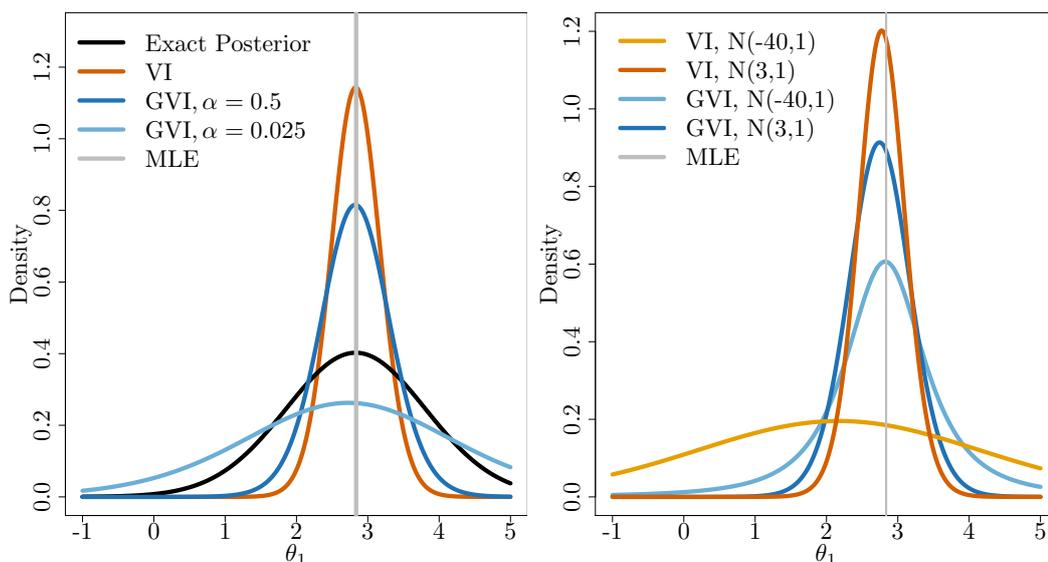 Exact Posterior
VI
GVI, α = 0.5
GVI, α = 0.025
MLE
Density
0.0 0.2 0.4 0.6 0.8 1.0 1.2
-1 0 1 2 3 4 5
θ1
VI, N(-40,1)
VI, N(3,1)
GVI, N(-40,1)
GVI, N(3,1)
MLE
Density
0.0 0.2 0.4 0.6 0.8 1.0 1.2
-1 0 1 2 3 4 5
θ1